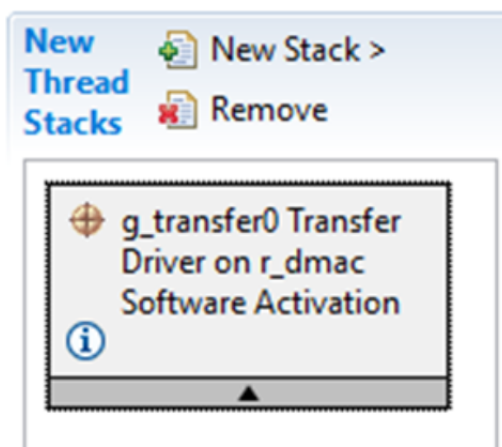 New
Thread
Stacks
New Stack >
Remove
g_transfer0 Transfer
Driver on r_dmac
Software Activation